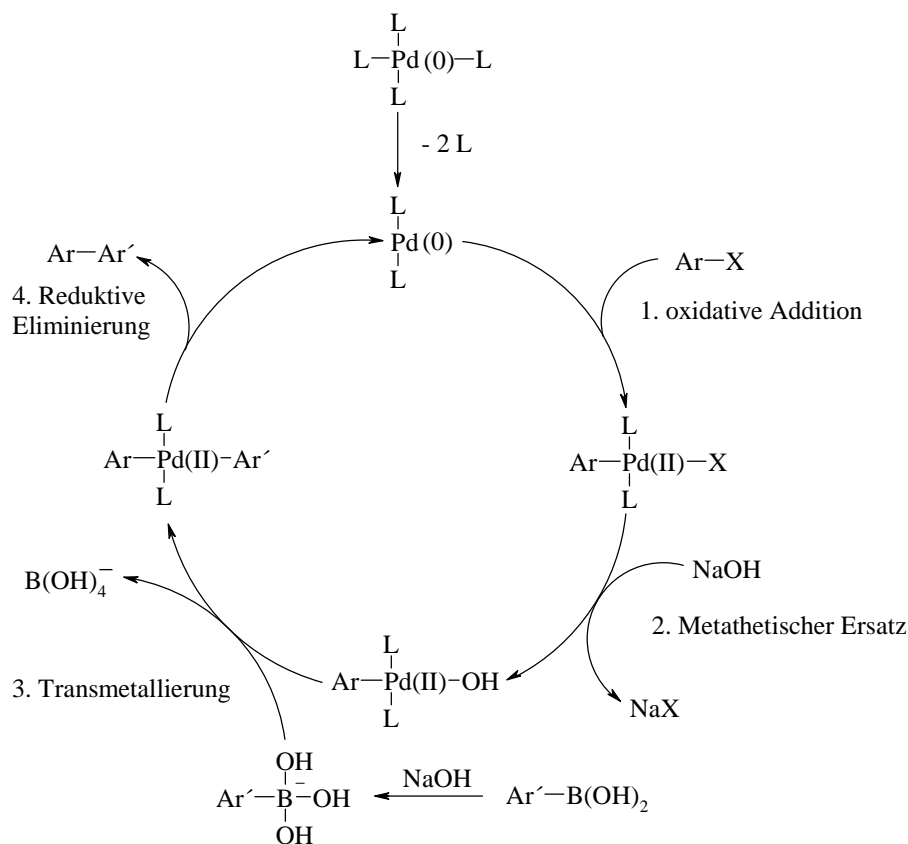 L
L–Pd(0)–L
L
- 2 L
L
Pd(0)
L
Ar–Ar´
Ar–X
4. Reduktive
Eliminierung
1. oxidative Addition
L
Ar–Pd(II)–Ar´
L
L
Ar–Pd(II)–X
L
B(OH)₄⁻
NaOH
2. Metathetischer Ersatz
L
Ar–Pd(II)–OH
L
3. Transmetallierung
NaX
OH
Ar´–B⁻–OH
OH
NaOH
Ar´–B(OH)₂